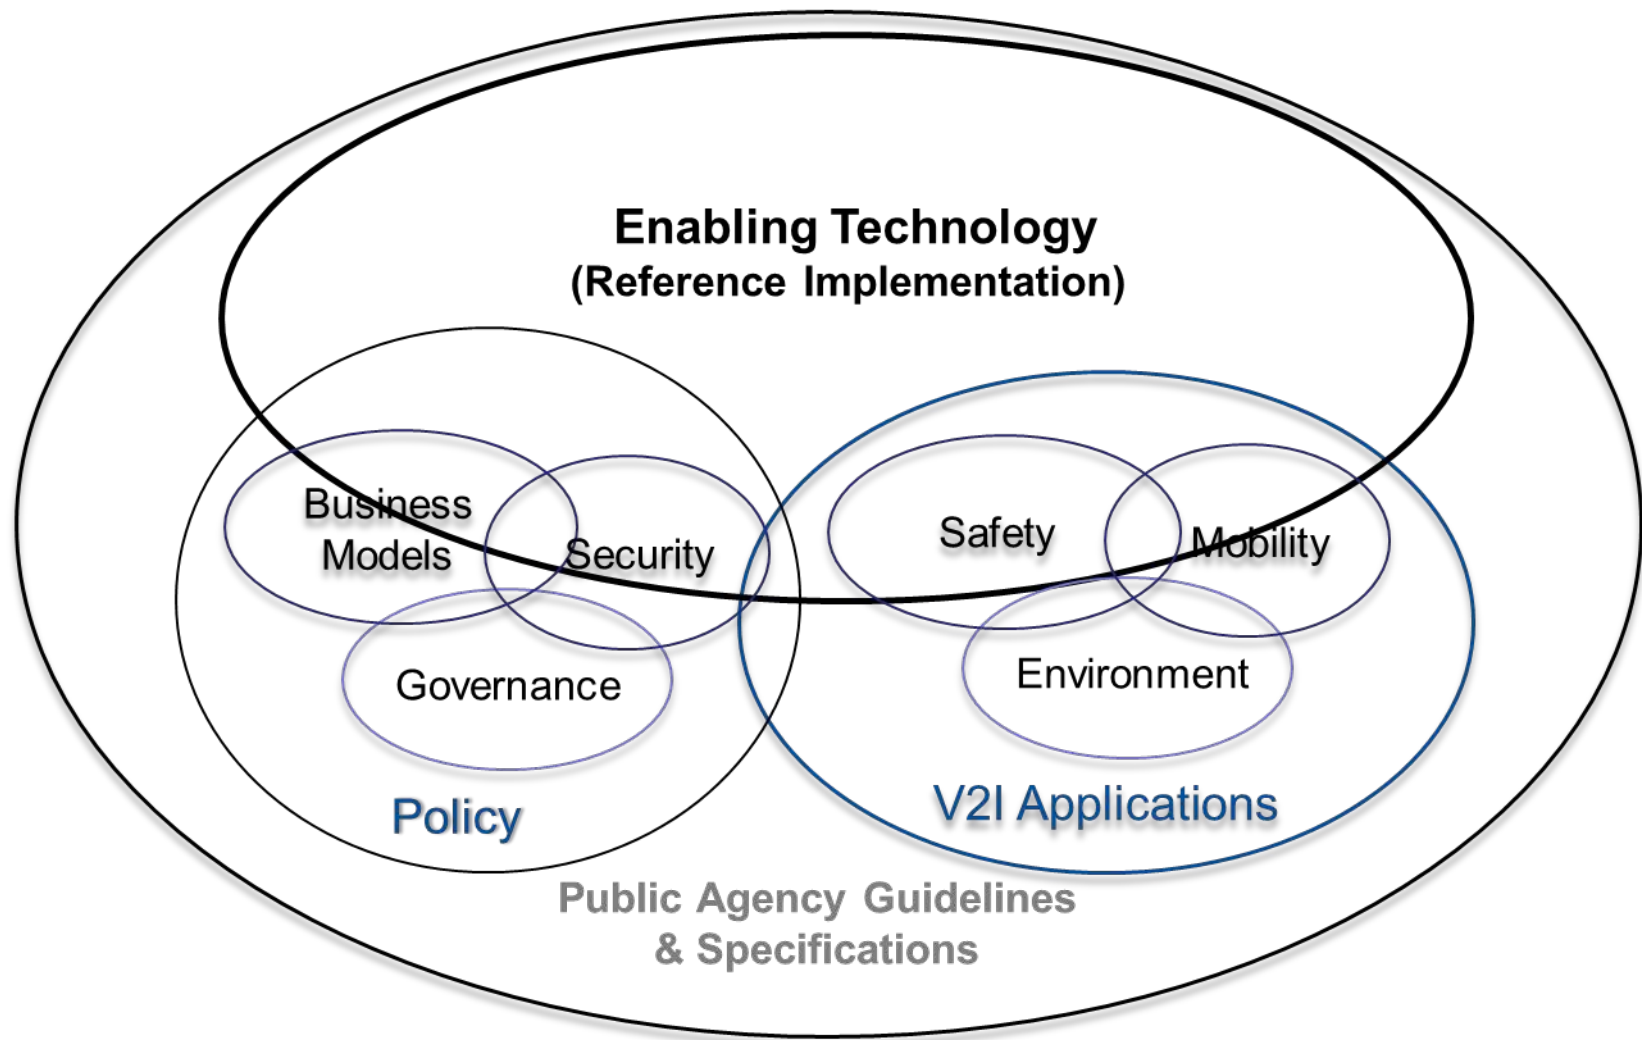 Enabling Technology
(Reference Implementation)
Business
Models
Security
Governance
Policy
Safety
Mobility
Environment
V2I Applications
Public Agency Guidelines
& Specifications